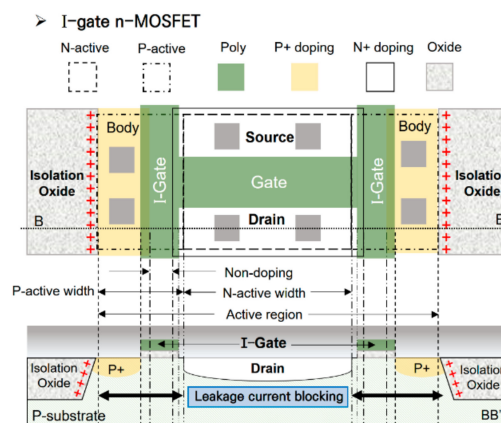 ➤ I-gate n-MOSFET
N-active P-active Poly P+ doping N+ doping Oxide
Body Source Body
Isolation Oxide I-Gate Gate I-Gate Isolation Oxide
B Drain
Non-doping
P-active width N-active width
Active region
I-Gate
Isolation Oxide P+ Drain P+ Isolation Oxide
Leakage current blocking
P-substrate